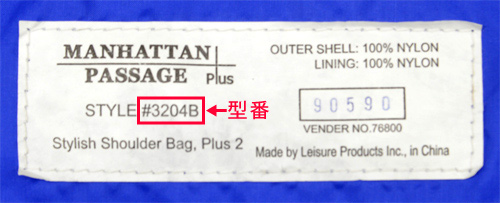 MANHATTAN
PASSAGE Plus
STYLE #3204B ←型番
Stylish Shoulder Bag, Plus 2
OUTER SHELL: 100% NYLON
LINING: 100% NYLON
90590
VENDER NO.76800
Made by Leisure Products Inc., in China